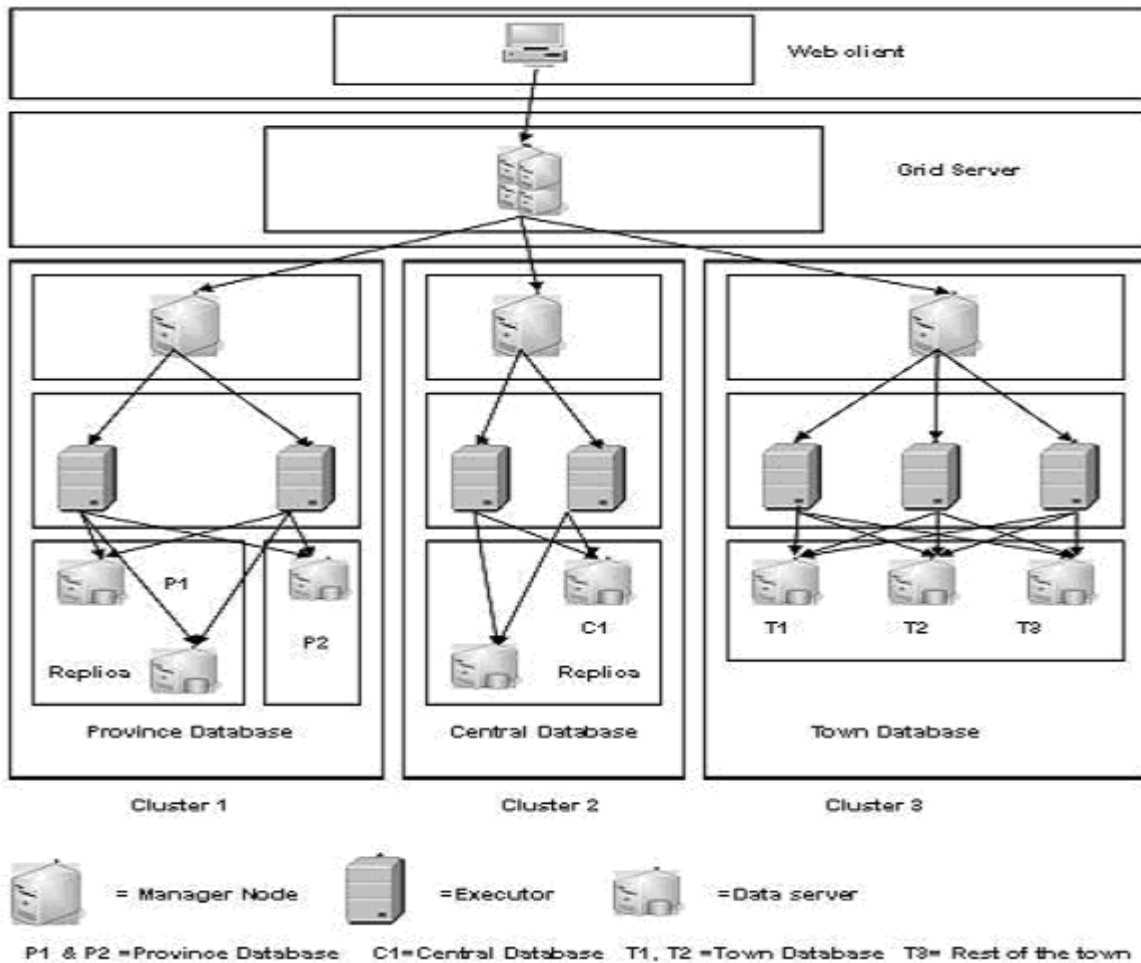 Web client
Grid Server
P1
P2
Replica
Province Database
C1
Replica
Central Database
T1 T2 T3
Town Database
Cluster 1 Cluster 2 Cluster 3
= Manager Node =Executor =Data server
P1 & P2 =Province Database C1=Central Database T1, T2 =Town Database T3= Rest of the town